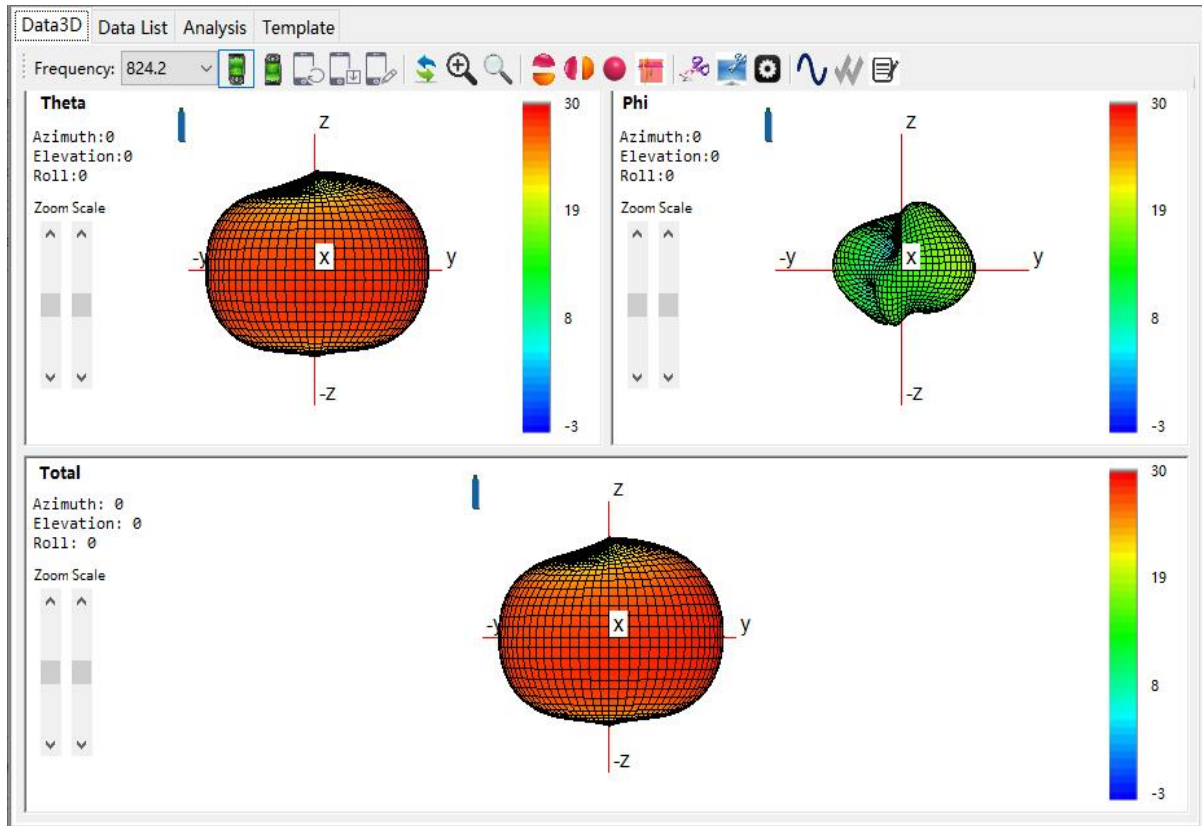 Data3D Data List Analysis Template
Frequency: 824.2
Theta
Azimuth:0
Elevation:0
Roll:0
Zoom Scale
z
-y
x
y
-z
30
19
8
-3
Phi
Azimuth:0
Elevation:0
Roll:0
Zoom Scale
z
-y
x
y
-z
30
19
8
-3
Total
Azimuth: 0
Elevation: 0
Roll: 0
Zoom Scale
z
-y
x
y
-z
30
19
8
-3